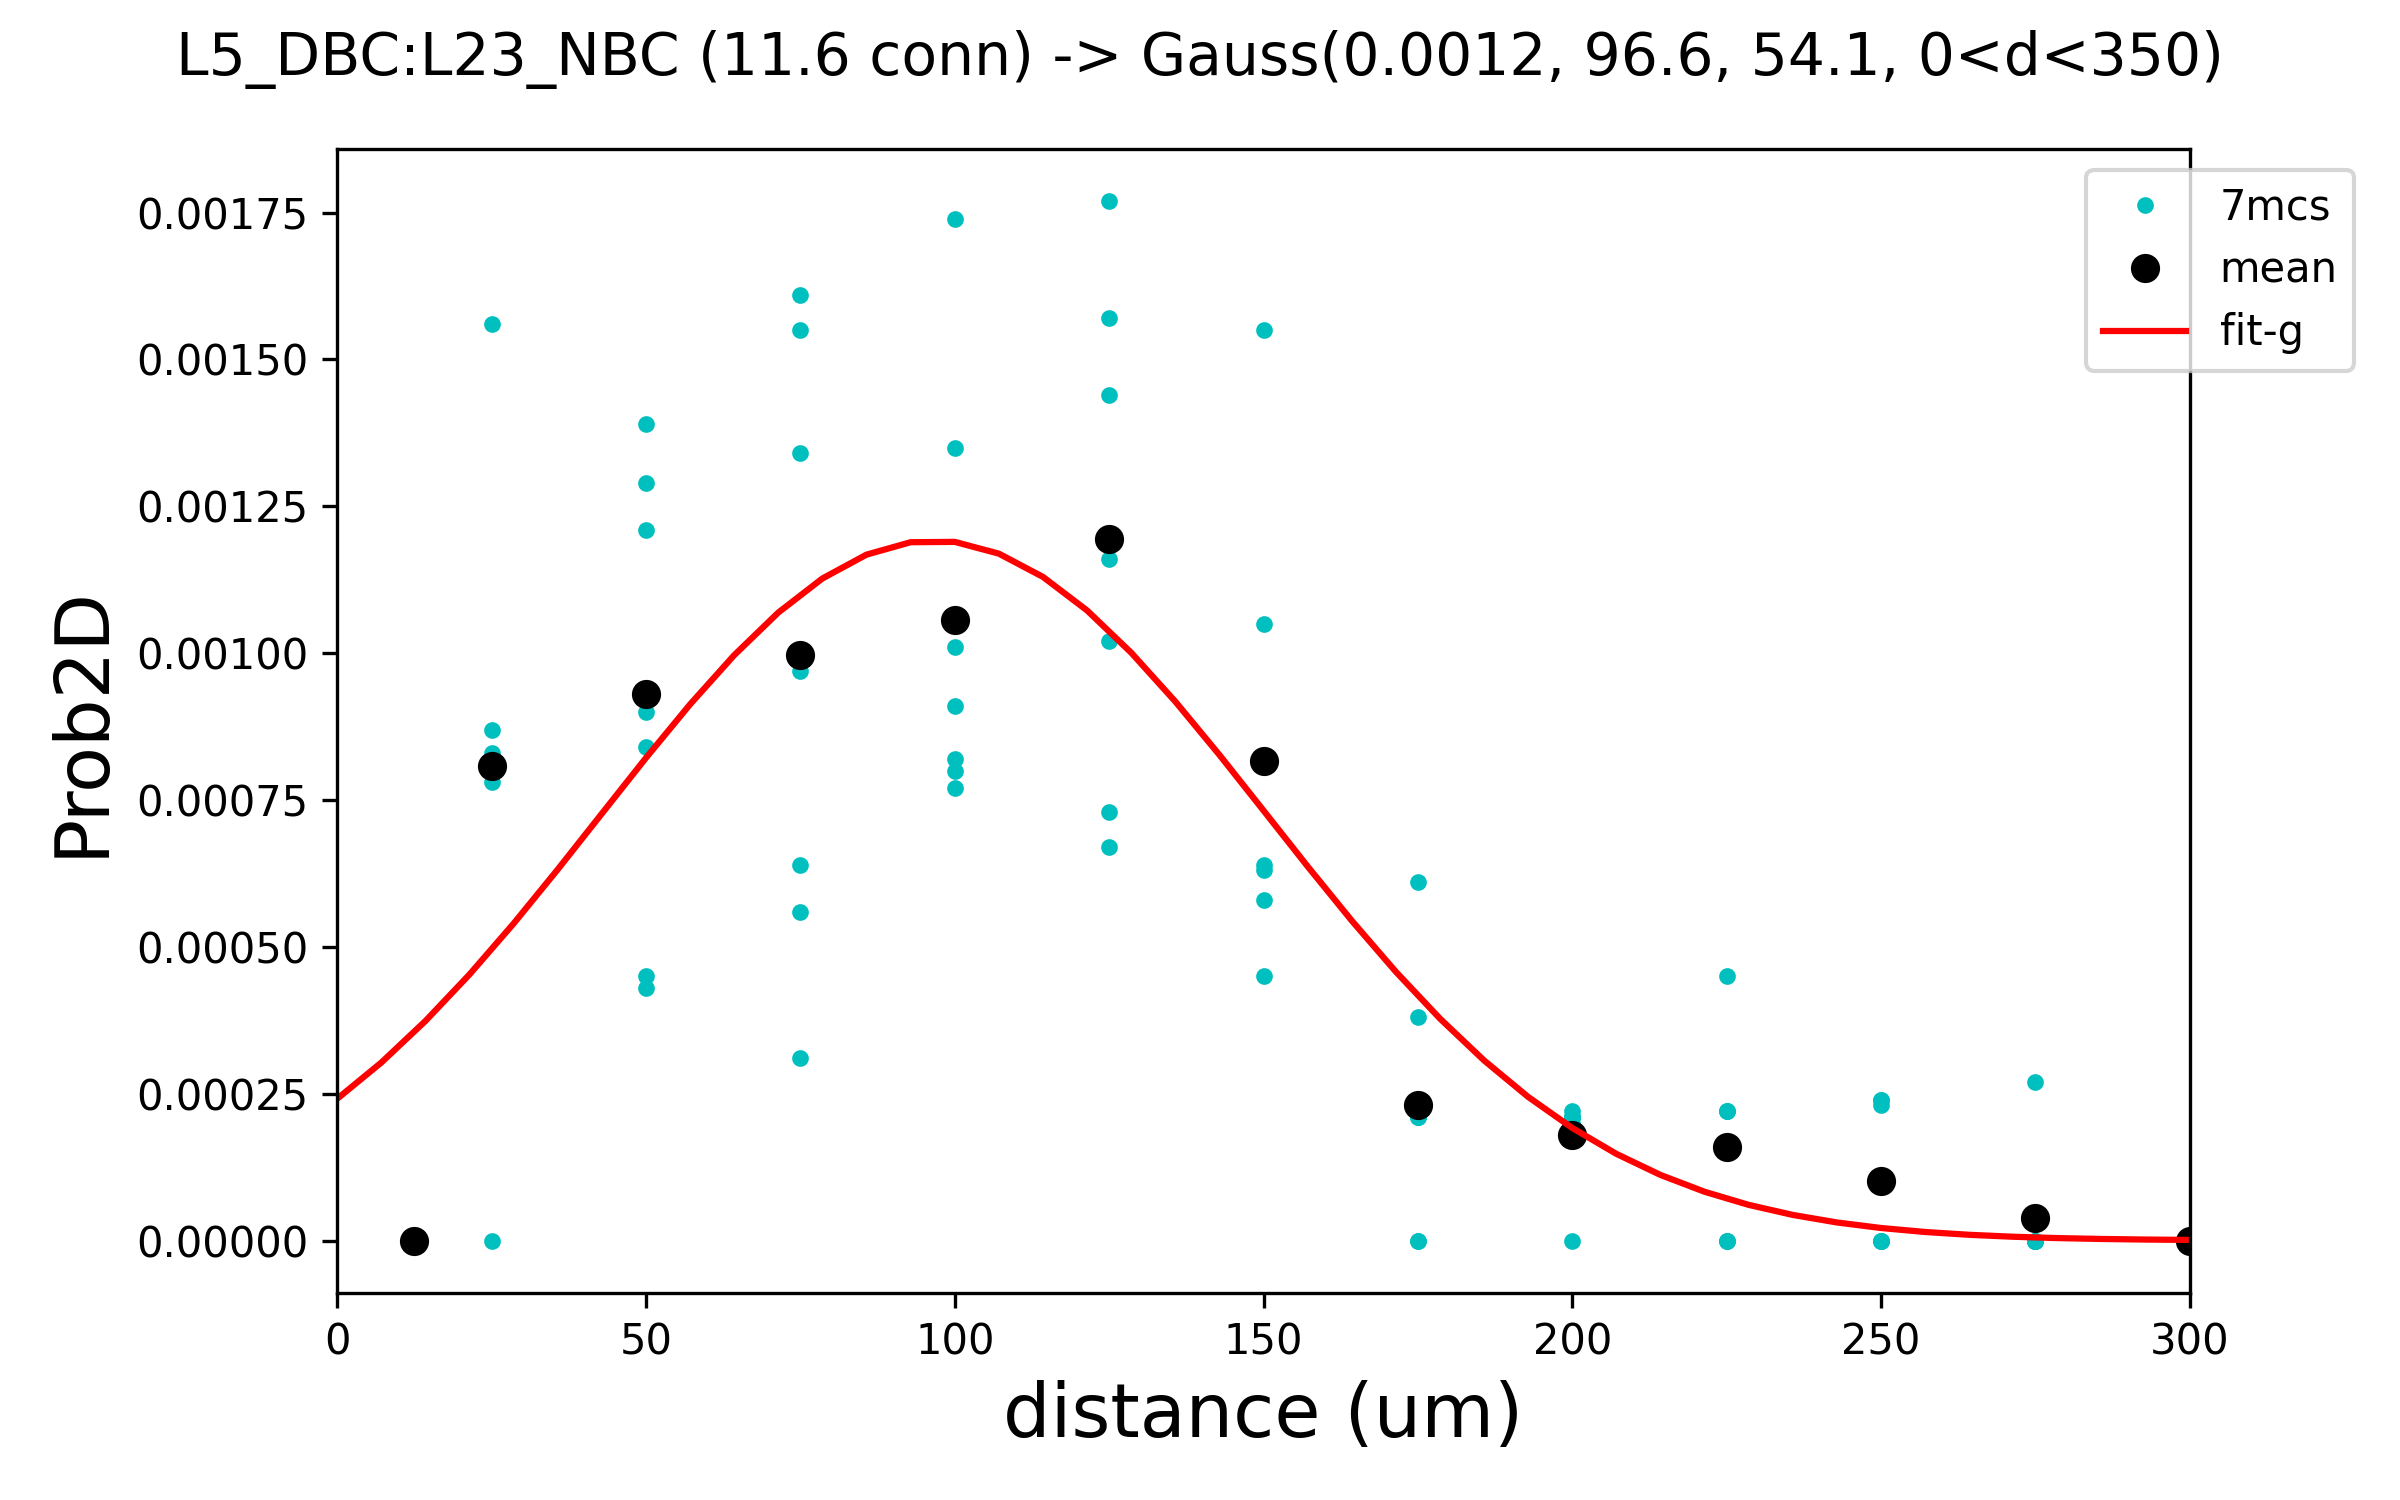 L5_DBC:L23_NBC (11.6 conn) -> Gauss(0.0012, 96.6, 54.1, 0<d<350)
7mcs
mean
fit-g
0.00175
0.00150
0.00125
0.00100
0.00075
0.00050
0.00025
0.00000
Prob2D
0 50 100 150 200 250 300
distance (um)